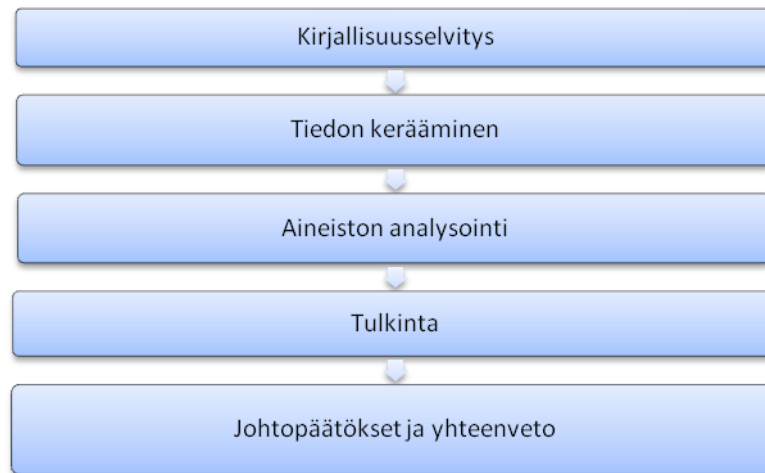 Kirjallisuusselvitys
Tiedon kerääminen
Aineiston analysointi
Tulkinta
Johtopäätökset ja yhteenveto